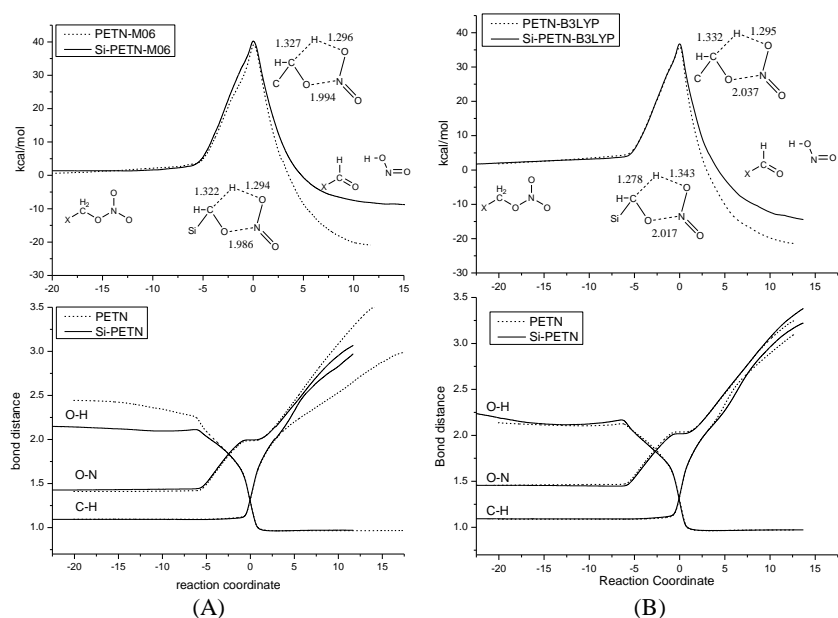 PETN-M06
Si-PETN-M06
kcal/mol
40
30
20
10
0
-10
-20
-30
-20 -15 -10 -5 0 5 10 15
1.327 H 1.296
HC O
C O N
1.994 O
H
X C O
H-O N=O
1.322 H 1.294
HC O
Si O N
1.986 O
H2 O
X C O N O
PETN-B3LYP
Si-PETN-B3LYP
kcal/mol
40
30
20
10
0
-10
-20
-30
-20 -15 -10 -5 0 5 10 15
1.332 H 1.295
HC O
C O N
2.037 O
H
X C O
H-O N=O
1.278 H 1.343
HC O
Si O N
2.017 O
H2 O
X C O N O
PETN
Si-PETN
bond distance
3.5
3.0
2.5
2.0
1.5
1.0
O-H
O-N
C-H
-20 -15 -10 -5 0 5 10 15
reaction coordinate
(A)
PETN
Si-PETN
Bond distance
3.5
3.0
2.5
2.0
1.5
1.0
O-H
O-N
C-H
-20 -15 -10 -5 0 5 10 15
Reaction Coordinate
(B)